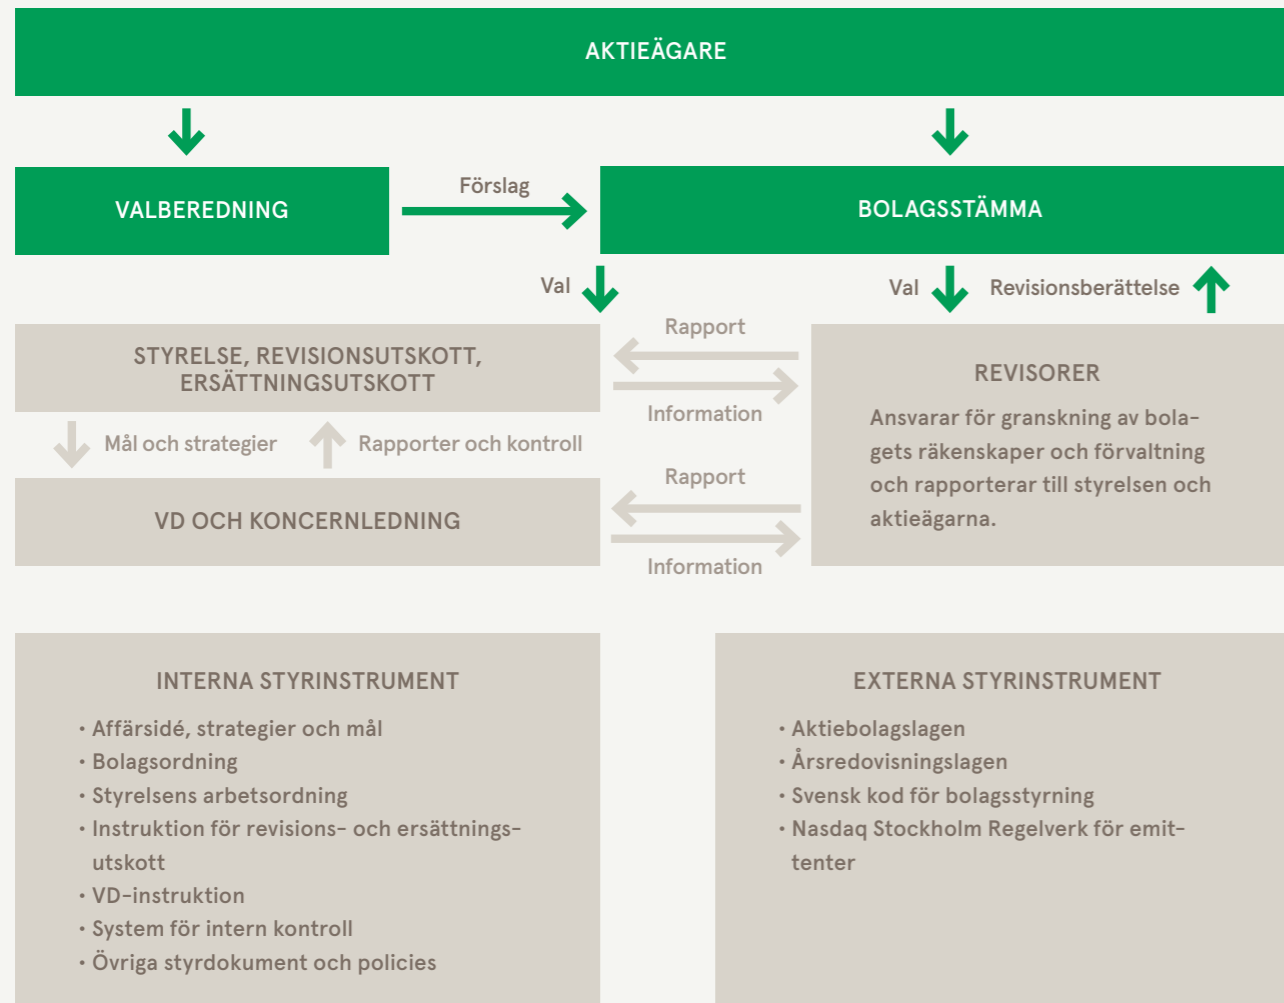 AKTIEÄGARE
VALBEREDNING
Förslag
BOLAGSSTÄMMA
Val
Val
Revisionsberättelse
STYRELSE, REVISIONSUTSKOTT,
ERSÄTTNINGSUTSKOTT
Rapport
Information
Mål och strategier
Rapporter och kontroll
VD OCH KONCERNLEDNING
Rapport
Information
REVISORER
Ansvarar för granskning av bola-
gets räkenskaper och förvaltning
och rapporterar till styrelsen och
aktieägarna.
INTERNA STYRINSTRUMENT
• Affärsidé, strategier och mål
• Bolagsordning
• Styrelsens arbetsordning
• Instruktion för revisions- och ersättnings-
utskott
• VD-instruktion
• System för intern kontroll
• Övriga styrdokument och policies
EXTERNA STYRINSTRUMENT
• Aktiebolagslagen
• Årsredovisningslagen
• Svensk kod för bolagsstyrning
• Nasdaq Stockholm Regelverk för emit-
tenter